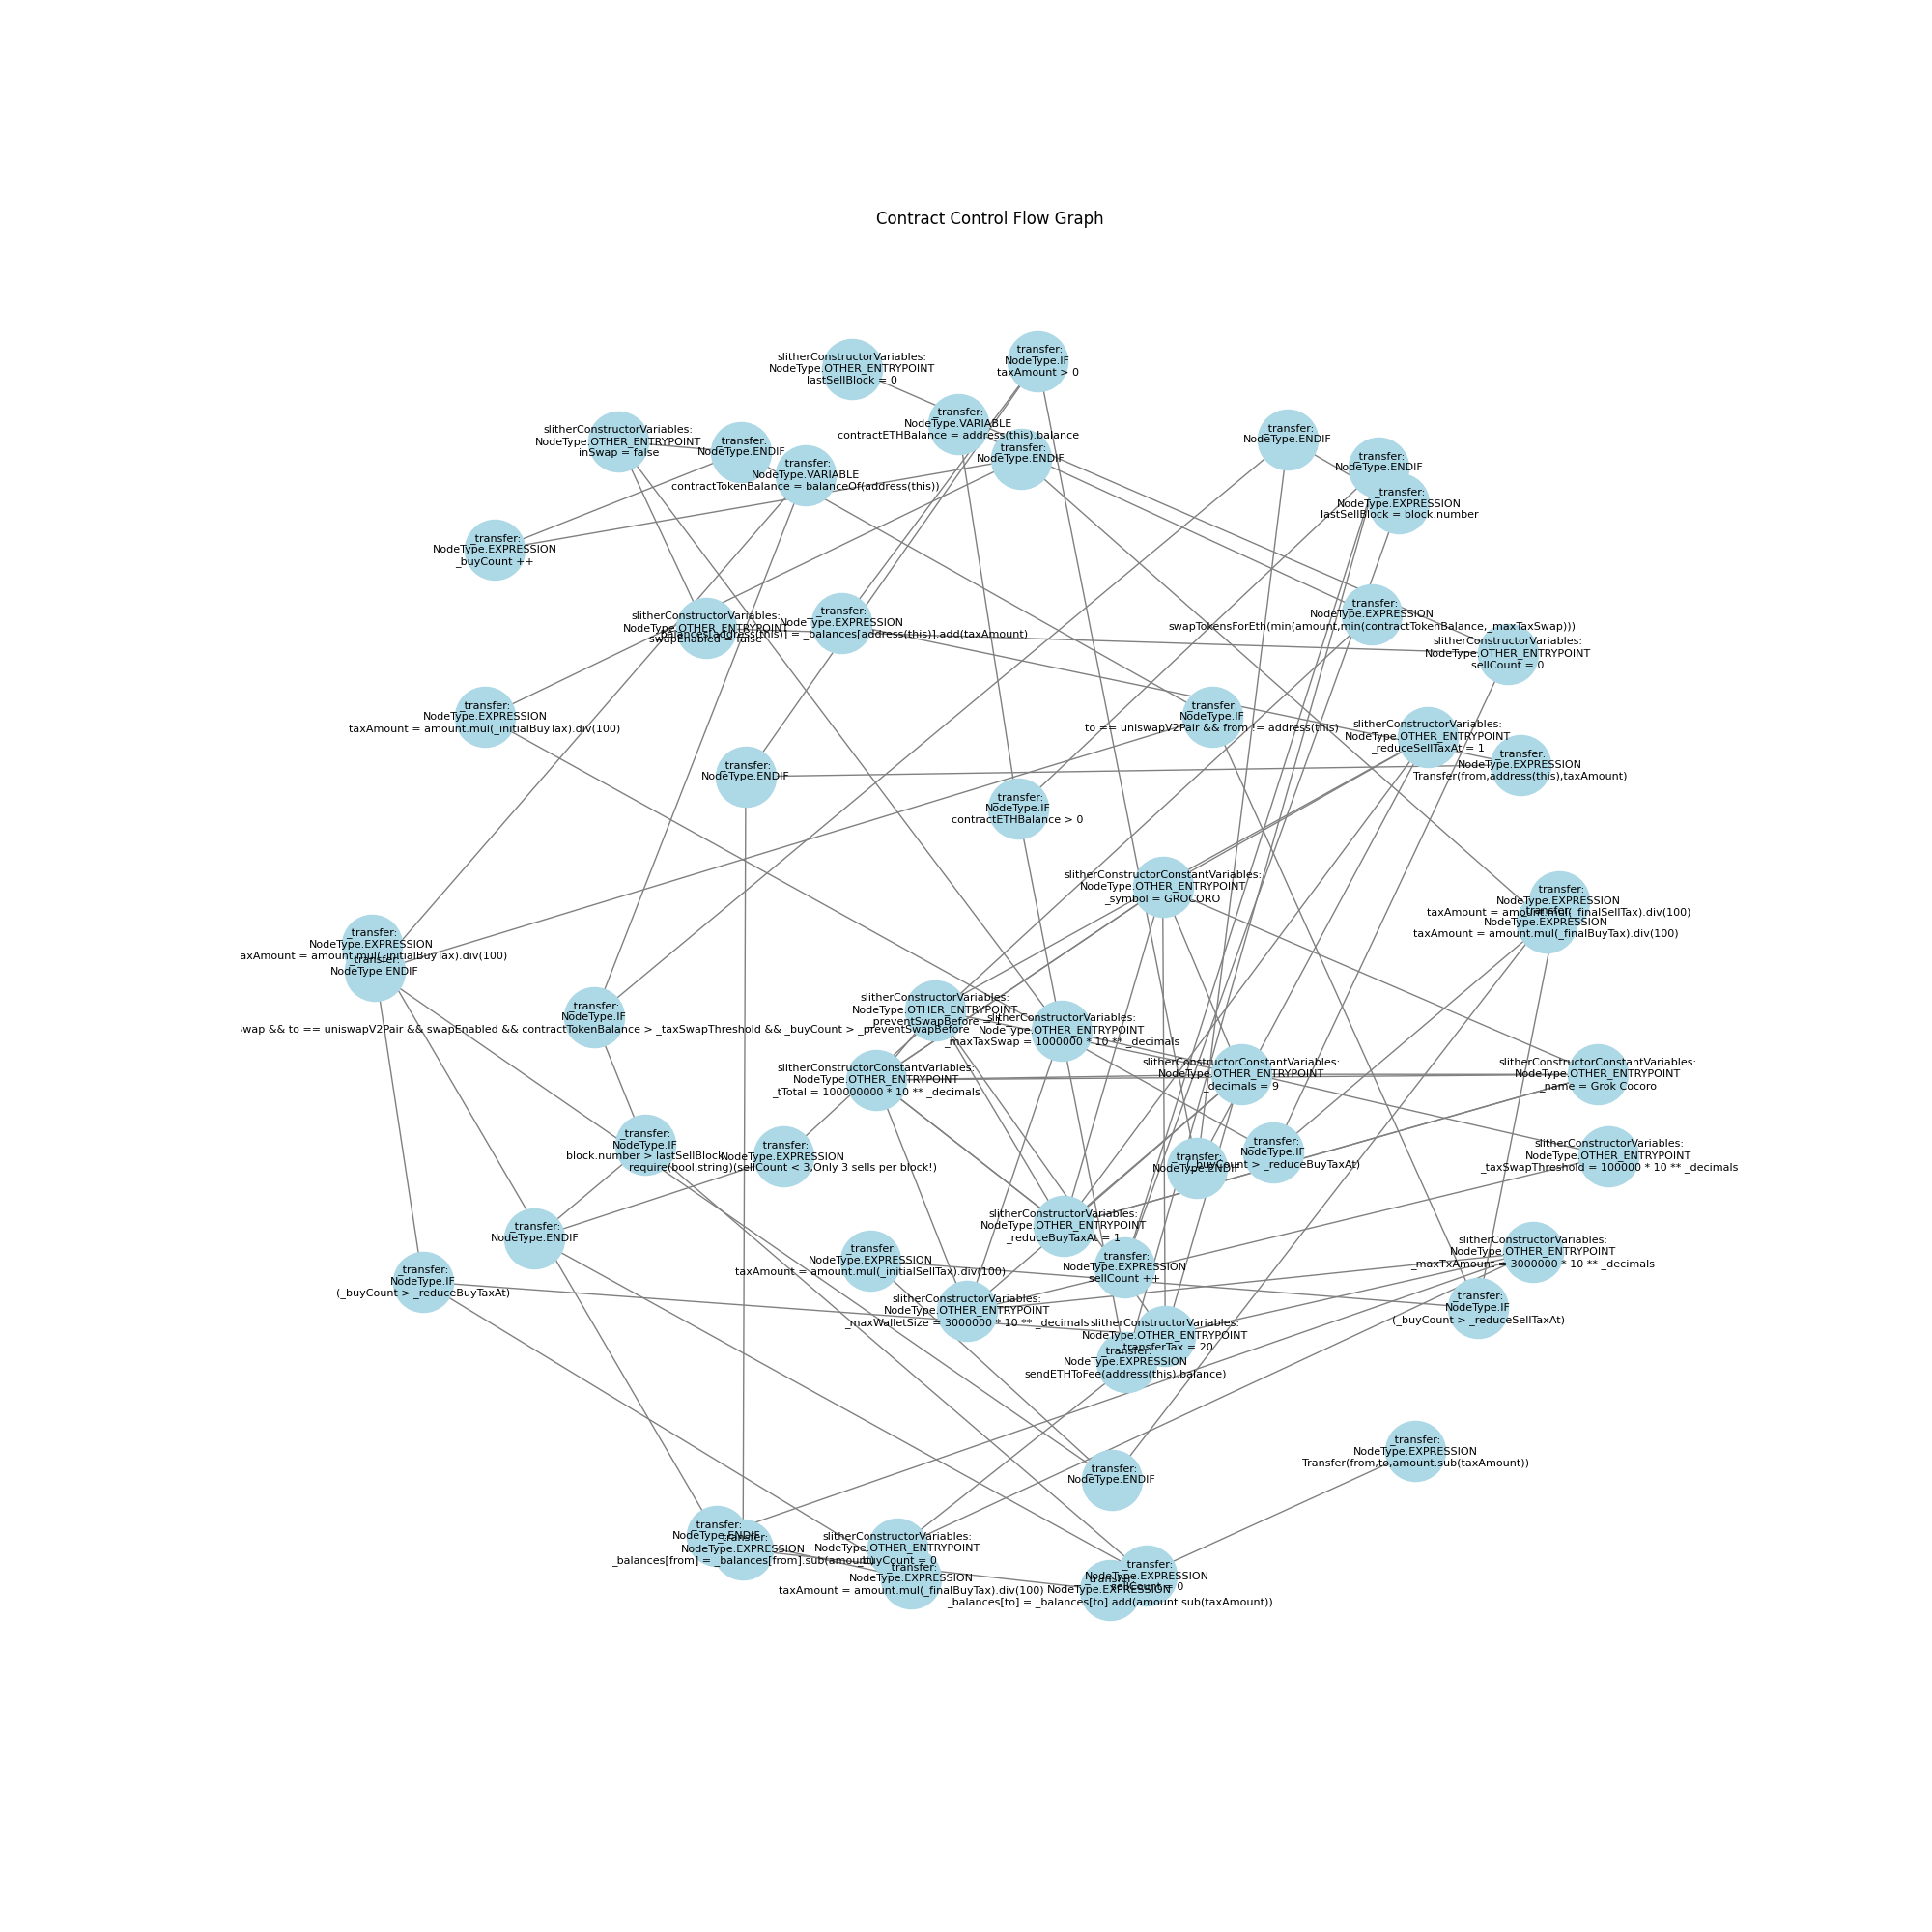 Contract Control Flow Graph
_transfer:
NodeType.IF
taxAmount > 0
slitherConstructorVariables:
NodeType.OTHER_ENTRYPOINT
lastSellBlock = 0
_transfer:
NodeType.VARIABLE
contractETHBalance = address(this).balance
slitherConstructorVariables:
NodeType.OTHER_ENTRYPOINT
inSwap = false
_transfer:
NodeType.ENDIF
_transfer:
NodeType.VARIABLE
contractTokenBalance = balanceOf(address(this))
_transfer:
NodeType.ENDIF
_transfer:
NodeType.ENDIF
_transfer:
NodeType.ENDIF
_transfer:
NodeType.EXPRESSION
lastSellBlock = block.number
_transfer:
NodeType.EXPRESSION
_buyCount ++
slitherConstructorVariables:
NodeType.OTHER_ENTRYPOINT
swapEnabled = false
_transfer:
NodeType.EXPRESSION
_balances[address(this)] = _balances[address(this)].add(taxAmount)
_transfer:
NodeType.EXPRESSION
swapTokensForEth(min(amount,min(contractTokenBalance,_maxTaxSwap)))
slitherConstructorVariables:
NodeType.OTHER_ENTRYPOINT
sellCount = 0
_transfer:
NodeType.EXPRESSION
taxAmount = amount.mul(_initialBuyTax).div(100)
_transfer:
NodeType.IF
to == uniswapV2Pair && from != address(this)
slitherConstructorVariables:
NodeType.OTHER_ENTRYPOINT
_reduceSellTaxAt = 1
_transfer:
NodeType.EXPRESSION
Transfer(from,address(this),taxAmount)
_transfer:
NodeType.ENDIF
_transfer:
NodeType.IF
contractETHBalance > 0
slitherConstructorConstantVariables:
NodeType.OTHER_ENTRYPOINT
_symbol = GROCORO
_transfer:
NodeType.EXPRESSION
taxAmount = amount.mul(_finalSellTax).div(100)
_transfer:
NodeType.EXPRESSION
taxAmount = amount.mul(_finalBuyTax).div(100)
_transfer:
NodeType.EXPRESSION
axAmount = amount.mul(_initialBuyTax).div(100)
_transfer:
NodeType.ENDIF
_transfer:
NodeType.IF
wap && to == uniswapV2Pair && swapEnabled && contractTokenBalance > _taxSwapThreshold && _buyCount > _preventSwapBefore
slitherConstructorVariables:
NodeType.OTHER_ENTRYPOINT
_preventSwapBefore = 1
slitherConstructorVariables:
NodeType.OTHER_ENTRYPOINT
_maxTaxSwap = 1000000 * 10 ** _decimals
slitherConstructorConstantVariables:
NodeType.OTHER_ENTRYPOINT
_tTotal = 100000000 * 10 ** _decimals
slitherConstructorConstantVariables:
NodeType.OTHER_ENTRYPOINT
_decimals = 9
slitherConstructorConstantVariables:
NodeType.OTHER_ENTRYPOINT
_name = Grok Cocoro
_transfer:
NodeType.IF
block.number > lastSellBlock
_transfer:
NodeType.EXPRESSION
require(bool,string)(sellCount < 3,Only 3 sells per block!)
_transfer:
NodeType.ENDIF
_transfer:
NodeType.IF
(_buyCount > _reduceBuyTaxAt)
slitherConstructorVariables:
NodeType.OTHER_ENTRYPOINT
_taxSwapThreshold = 100000 * 10 ** _decimals
_transfer:
NodeType.ENDIF
slitherConstructorVariables:
NodeType.OTHER_ENTRYPOINT
_reduceBuyTaxAt = 1
_transfer:
NodeType.EXPRESSION
taxAmount = amount.mul(_initialSellTax).div(100)
_transfer:
NodeType.EXPRESSION
sellCount ++
slitherConstructorVariables:
NodeType.OTHER_ENTRYPOINT
_maxTxAmount = 3000000 * 10 ** _decimals
_transfer:
NodeType.IF
(_buyCount > _reduceBuyTaxAt)
slitherConstructorVariables:
NodeType.OTHER_ENTRYPOINT
_maxWalletSize = 3000000 * 10 ** _decimals
_transfer:
NodeType.IF
(_buyCount > _reduceSellTaxAt)
slitherConstructorVariables:
NodeType.OTHER_ENTRYPOINT
_transferTax = 20
_transfer:
NodeType.EXPRESSION
sendETHToFee(address(this).balance)
_transfer:
NodeType.EXPRESSION
Transfer(from,to,amount.sub(taxAmount))
_transfer:
NodeType.ENDIF
_transfer:
NodeType.ENDIF
_transfer:
NodeType.EXPRESSION
_balances[from] = _balances[from].sub(amount)
slitherConstructorVariables:
NodeType.OTHER_ENTRYPOINT
_buyCount = 0
_transfer:
NodeType.EXPRESSION
taxAmount = amount.mul(_finalBuyTax).div(100)
_transfer:
NodeType.EXPRESSION
sellCount = 0
_transfer:
NodeType.EXPRESSION
_balances[to] = _balances[to].add(amount.sub(taxAmount))